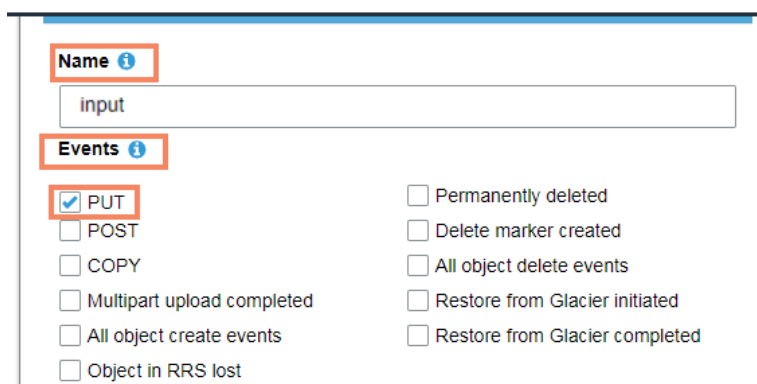 Name
input
Events
PUT
POST
COPY
Multipart upload completed
All object create events
Object in RRS lost
Permanently deleted
Delete marker created
All object delete events
Restore from Glacier initiated
Restore from Glacier completed